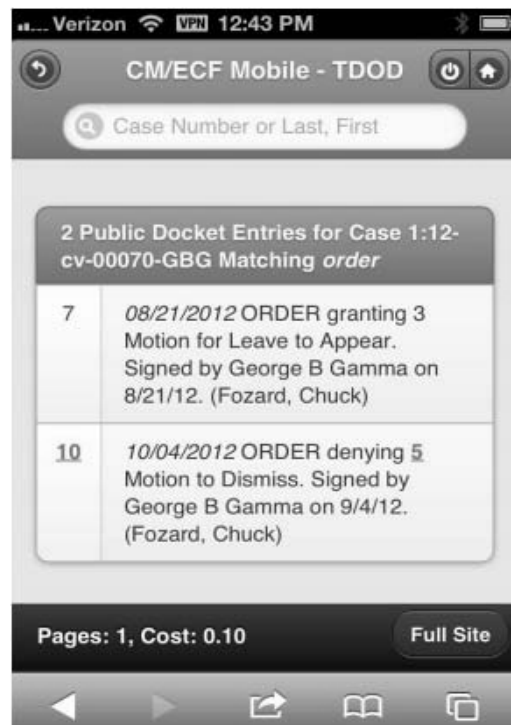 Verizon VPN 12:43 PM
CM/ECF Mobile - TDOD
Case Number or Last, First
2 Public Docket Entries for Case 1:12-
cv-00070-GBG Matching order
7 08/21/2012 ORDER granting 3
Motion for Leave to Appear.
Signed by George B Gamma on
8/21/12. (Fozard, Chuck)
10 10/04/2012 ORDER denying 5
Motion to Dismiss. Signed by
George B Gamma on 9/4/12.
(Fozard, Chuck)
Pages: 1, Cost: 0.10 Full Site